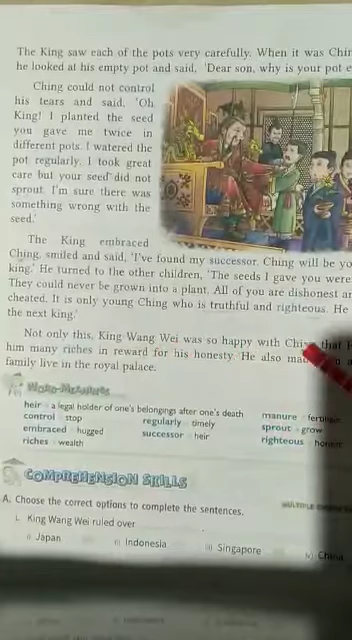 The King saw each of the pots very carefully. When it was
he looked at his empty pot and said, 'Dear son, why is your pot
Ching could not control
his tears and said, 'Oh
King! I planted the seed
you gave me twice in
different pots. I watered the
pot regularly. I took great
care but your seed did not
sprout. I'm sure there was
something wrong with the
seed.'
The King embraced
Ching, smiled and said, 'I've found my successor. Ching will be
king.' He turned to the other children, 'The seeds I gave you were
They could never be grown into a plant. All of you are dishonest
cheated. It is only young Ching who is truthful and righteous. He
the next king.'
Not only this, King Wang Wei was so happy with that
him many riches in reward for his honesty. He also
family live in the royal palace.
WORD-MEANINGS
heir - a legal holder of one's belongings after one's death
manure -
control - stop
regularly - timely
sprout - grow
embraced - hugged
successor - heir
righteous -
riches - wealth
COMPREHENSION SKILLS
A. Choose the correct options to complete the sentences.
MULTIPLE
i. King Wang Wei ruled over
i) Japan
ii) Indonesia
iii) Singapore
iv) China